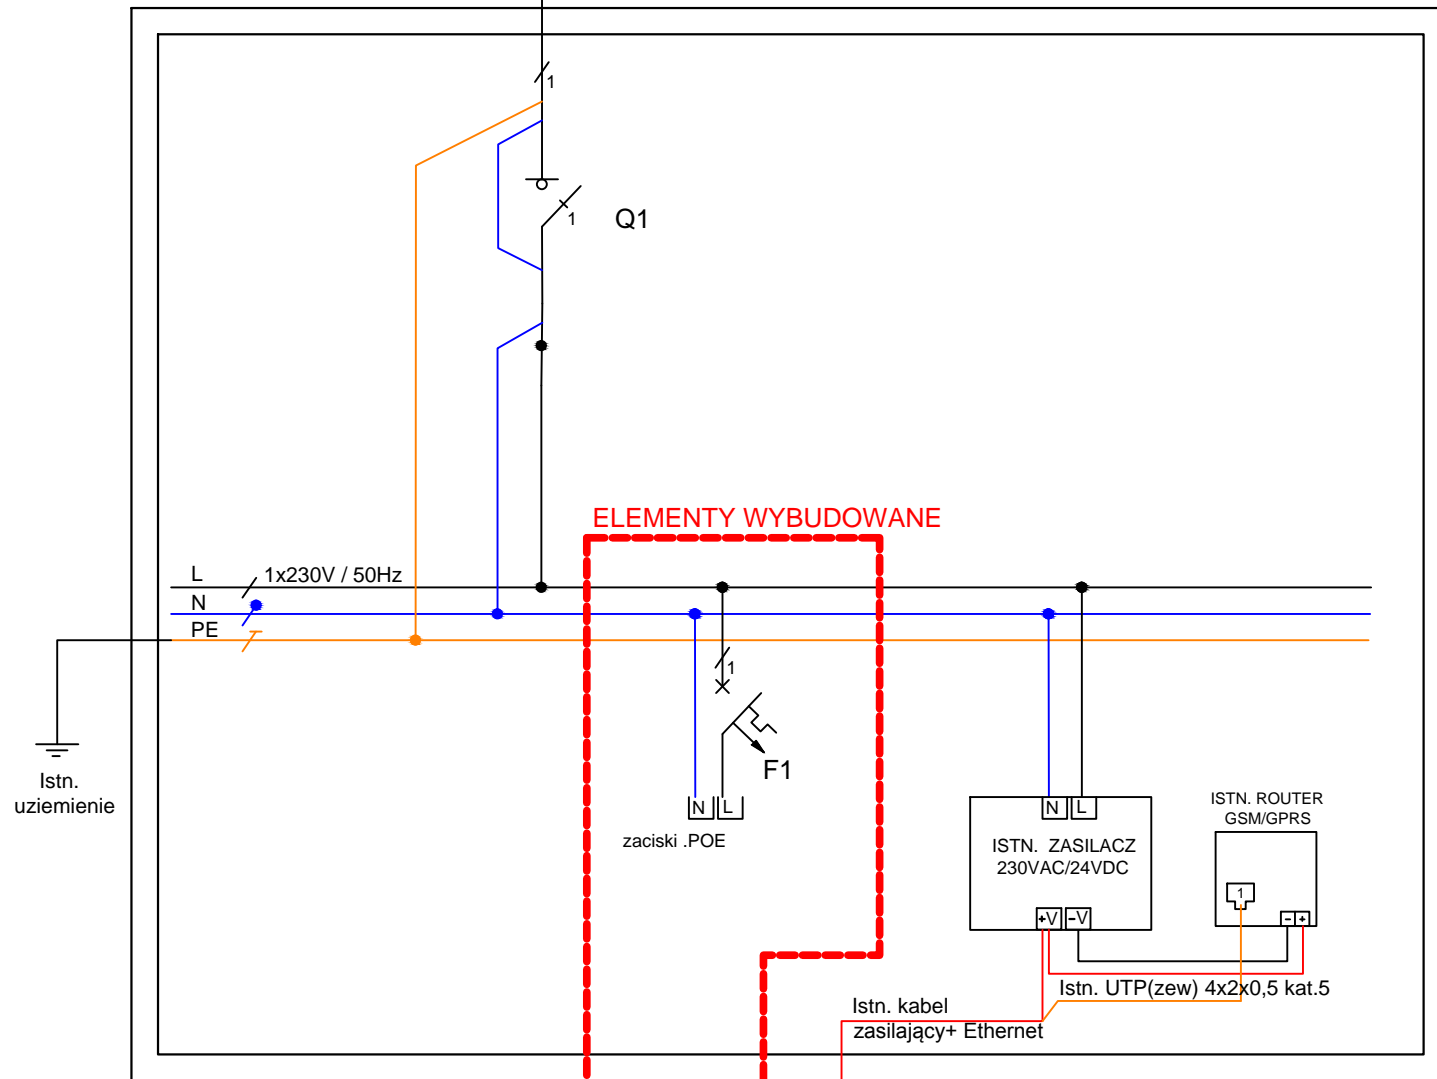 1
1
Q1
ELEMENTY WYBUDOWANE
L
1x230V / 50Hz
N
PE
1
F1
Istn.
uziemienie
N L
zaciski .POE
N L
ISTN. ZASILACZ
230VAC/24VDC
+V -V
ISTN. ROUTER
GSM/GPRS
1
- +
Istn. UTP(zew) 4x2x0,5 kat.5
Istn. kabel
zasilający+ Ethernet